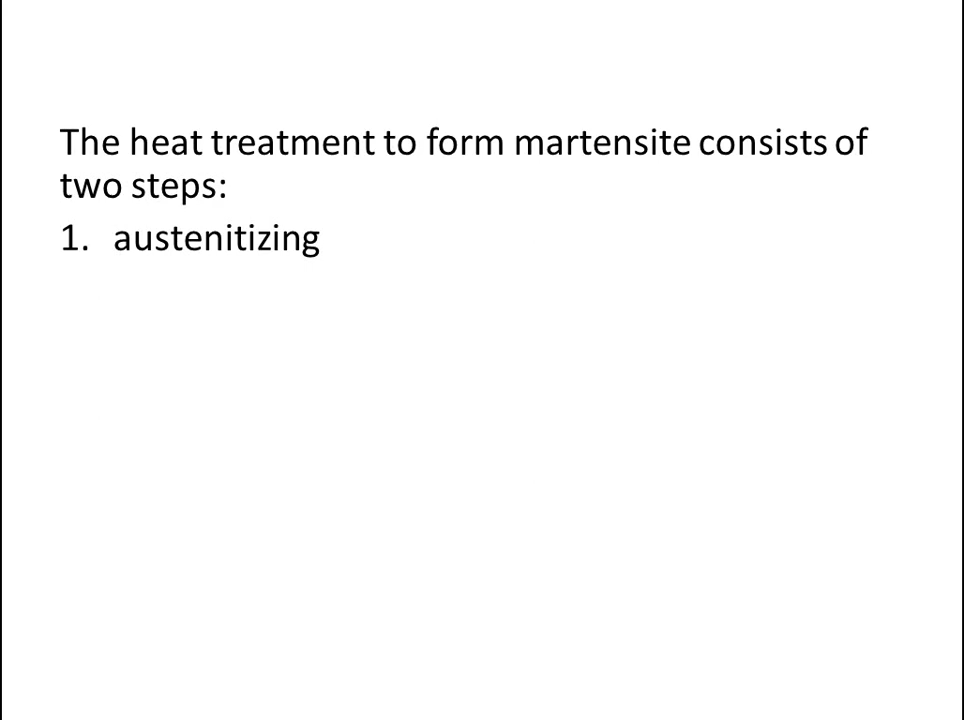 The heat treatment to form martensite consists of
two steps:
1. austenitizing